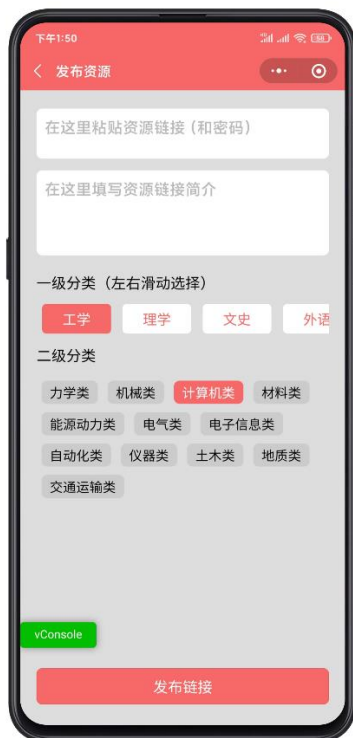 下午1:50
发布资源
在这里粘贴资源链接（和密码）
在这里填写资源链接简介
一级分类（左右滑动选择）
工学 理学 文史 外语
二级分类
力学类 机械类 计算机类 材料类
能源动力类 电气类 电子信息类
自动化类 仪器类 土木类 地质类
交通运输类
vConsole
发布链接